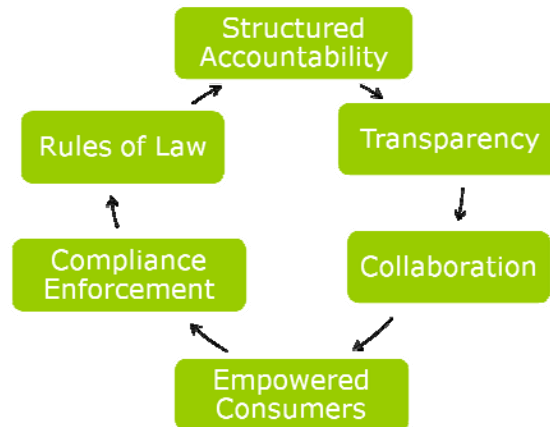 Structured
Accountability
Transparency
Collaboration
Empowered
Consumers
Compliance
Enforcement
Rules of Law